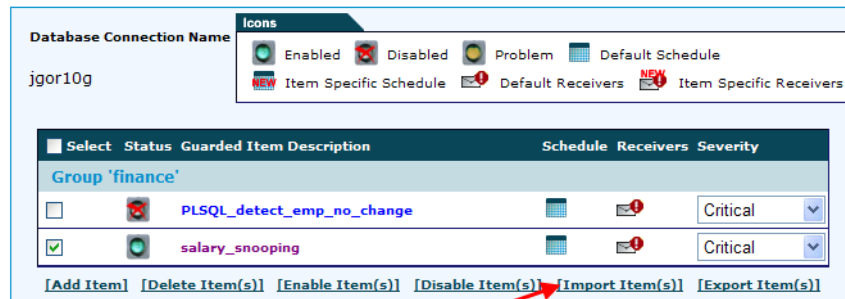 Icons
Database Connection Name
Enabled Disabled Problem Default Schedule
jgor10g
NEW Item Specific Schedule Default Receivers NEW Item Specific Receivers
Select Status Guarded Item Description Schedule Receivers Severity
Group 'finance'
PLSQL_detect_emp_no_change Critical
salary_snooping Critical
[Add Item] [Delete Item(s)] [Enable Item(s)] [Disable Item(s)] [Import Item(s)] [Export Item(s)]